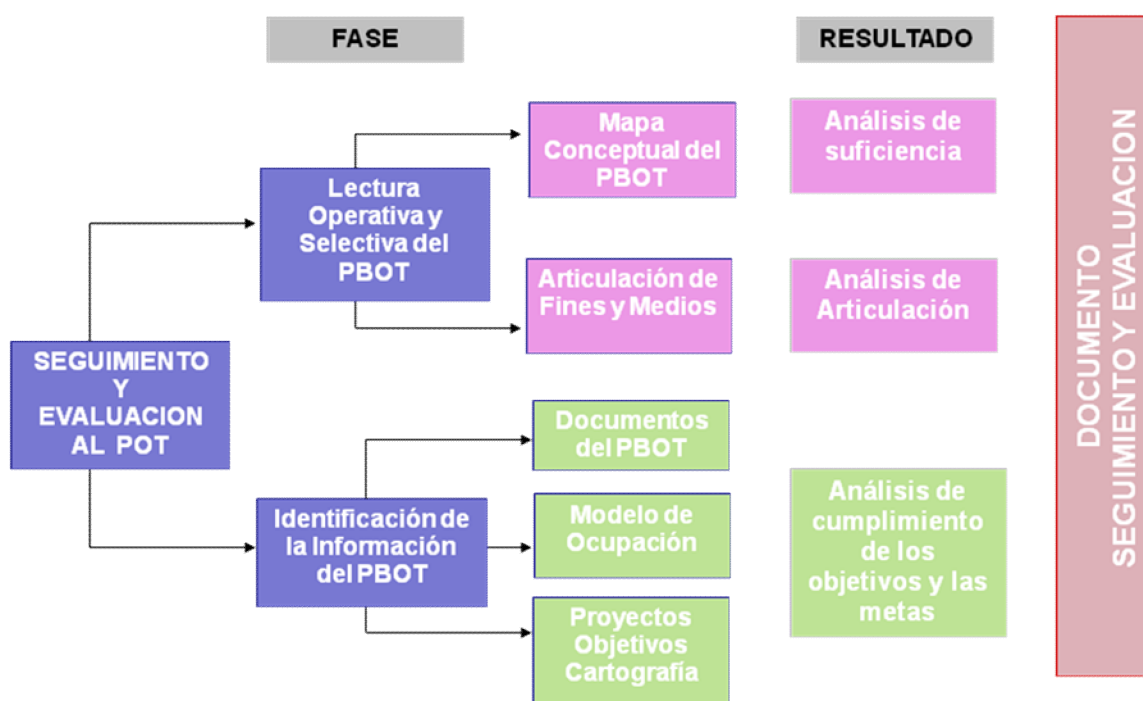 FASE
RESULTADO
Mapa
Conceptual del
PBOT
Análisis de
suficiencia
Lectura
Operativa y
Selectiva del
PBOT
Articulación de
Fines y Medios
Análisis de
Articulación
SEGUIMIENTO
Y
EVALUACION
AL POT
Documentos
del PBOT
Identificación de
la Información
del PBOT
Modelo de
Ocupación
Análisis de
cumplimiento
de los
objetivos y las
metas
Proyectos
Objetivos
Cartografía
DOCUMENTO
SEGUIMIENTO Y EVALUACION